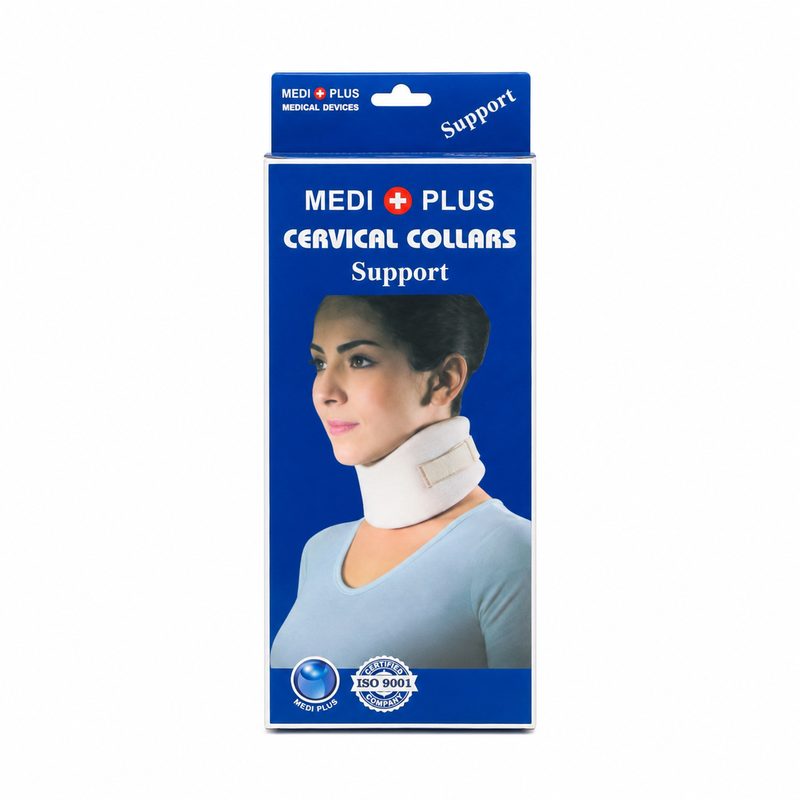 MEDI PLUS
MEDICAL DEVICES
Support
MEDI PLUS
CERVICAL COLLARS
Support
MEDI PLUS
CERTIFIED
ISO 9001
COMPANY